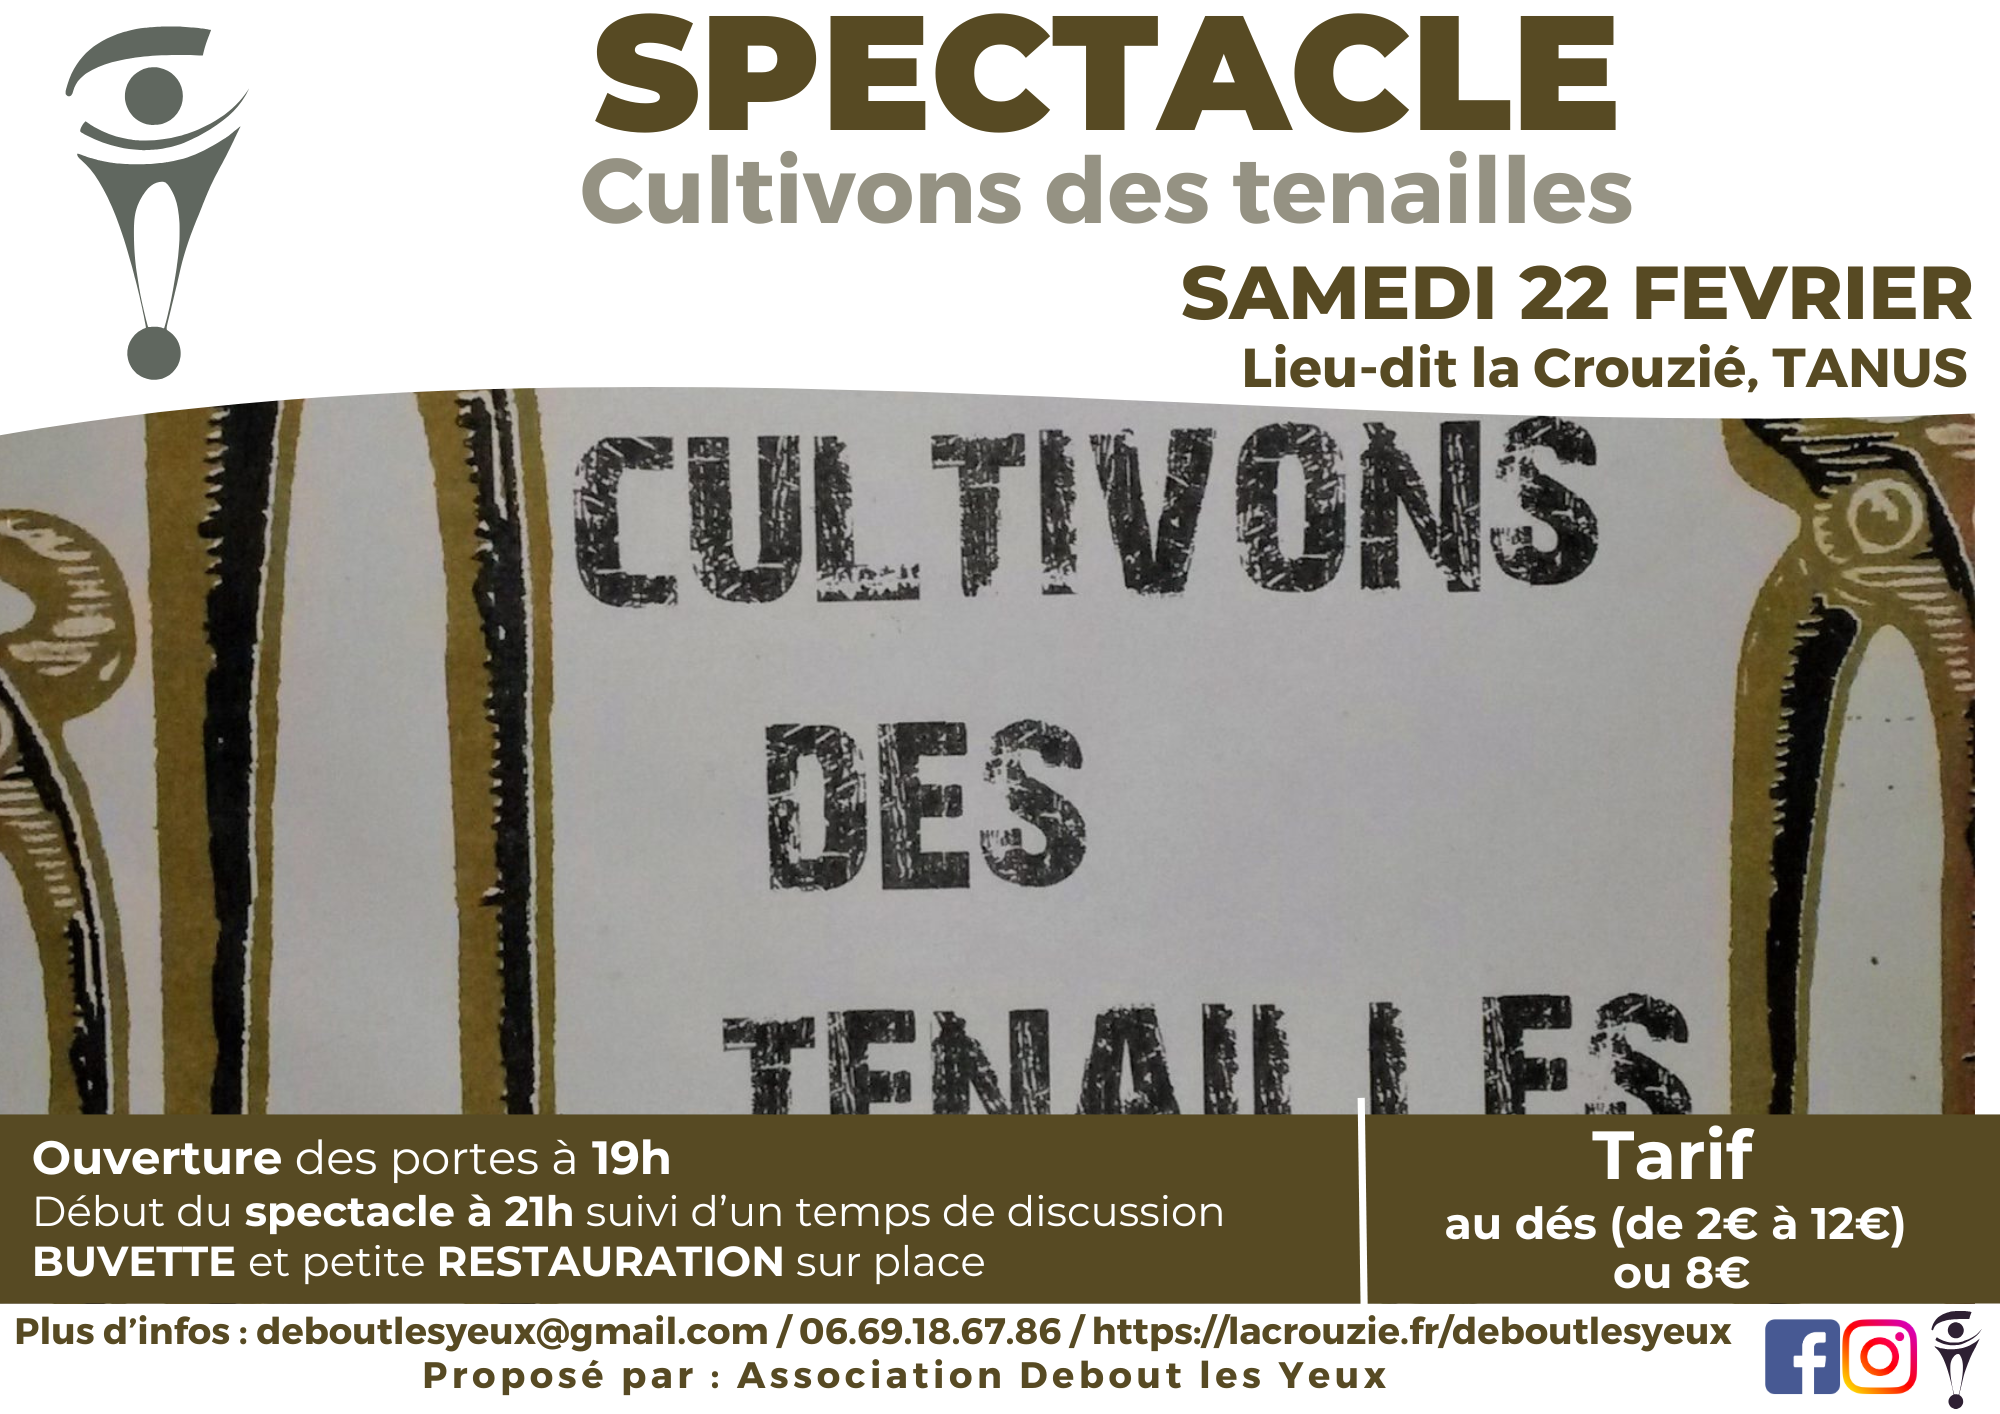 SPECTACLE
Cultivons des tenailles
SAMEDI 22 FEVRIER
Lieu-dit la Crouzié, TANUS
CULTIVONS
DES
TENAILLES
Ouverture des portes à 19h
Début du spectacle à 21h suivi d’un temps de discussion
BUVETTE et petite RESTAURATION sur place
Tarif
au dés (de 2€ à 12€)
ou 8€
Plus d’infos : deboutlesyeux@gmail.com / 06.69.18.67.86 / https://lacrouzie.fr/deboutlesyeux
Proposé par : Association Debout les Yeux